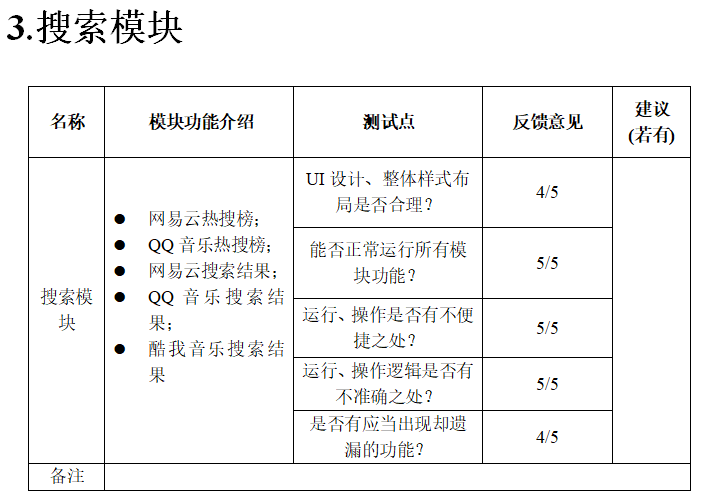 3.搜索模块
名称
模块功能介绍
测试点
反馈意见
建议
(若有)
搜索模
块
● 网易云热搜榜；
● QQ 音乐热搜榜；
● 网易云搜索结果；
● QQ 音乐搜索结
果；
● 酷我音乐搜索结
果
UI 设计、整体样式布
局是否合理？
4/5
能否正常运行所有模
块功能？
5/5
运行、操作是否有不便
捷之处？
5/5
运行、操作逻辑是否有
不准确之处？
5/5
是否有应当出现却遗
漏的功能？
4/5
备注